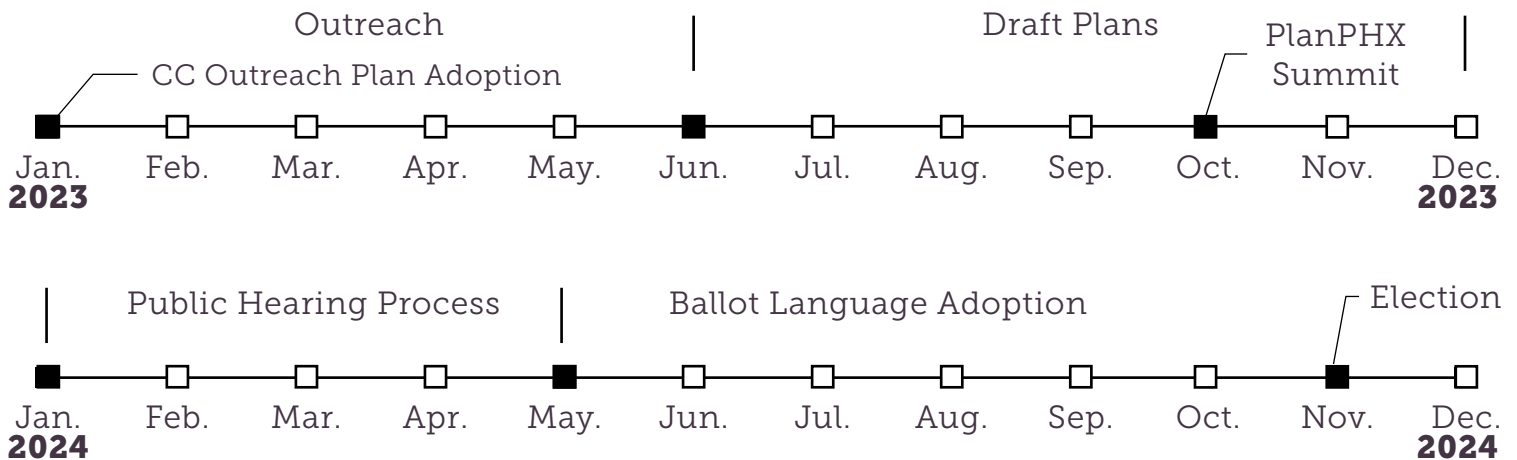 Outreach
Draft Plans
PlanPHX
Summit
CC Outreach Plan Adoption
Jan. Feb. Mar. Apr. May. Jun. Jul. Aug. Sep. Oct. Nov. Dec.
2023 2023
Public Hearing Process
Ballot Language Adoption
Election
Jan. Feb. Mar. Apr. May. Jun. Jul. Aug. Sep. Oct. Nov. Dec.
2024 2024